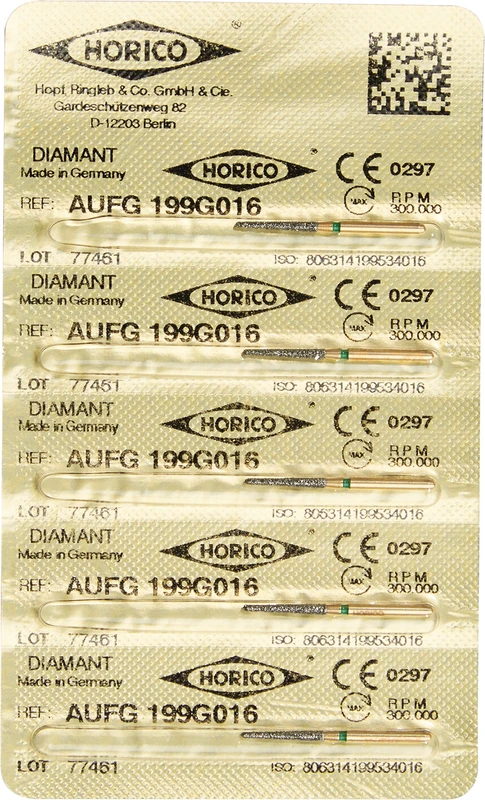 HORICO ®
Hopf, Ringleb & Co. GmbH & Cie.
Gardeschützenweg 82
D-12203 Berlin
DIAMANT HORICO ® CE 0297
Made in Germany
REF: AUFG 199G016 MAX. RPM 300.000
LOT 77461 ISO: 806314199534016
DIAMANT HORICO ® CE 0297
Made in Germany
REF: AUFG 199G016 MAX. RPM 300.000
LOT 77461 ISO: 806314199534016
DIAMANT HORICO ® CE 0297
Made in Germany
REF: AUFG 199G016 MAX. RPM 300.000
LOT 77461 ISO: 806314199534016
DIAMANT HORICO ® CE 0297
Made in Germany
REF: AUFG 199G016 MAX. RPM 300.000
LOT 77461 ISO: 806314199534016
DIAMANT HORICO ® CE 0297
Made in Germany
REF: AUFG 199G016 MAX. RPM 300.000
LOT 77461 ISO: 806314199534016